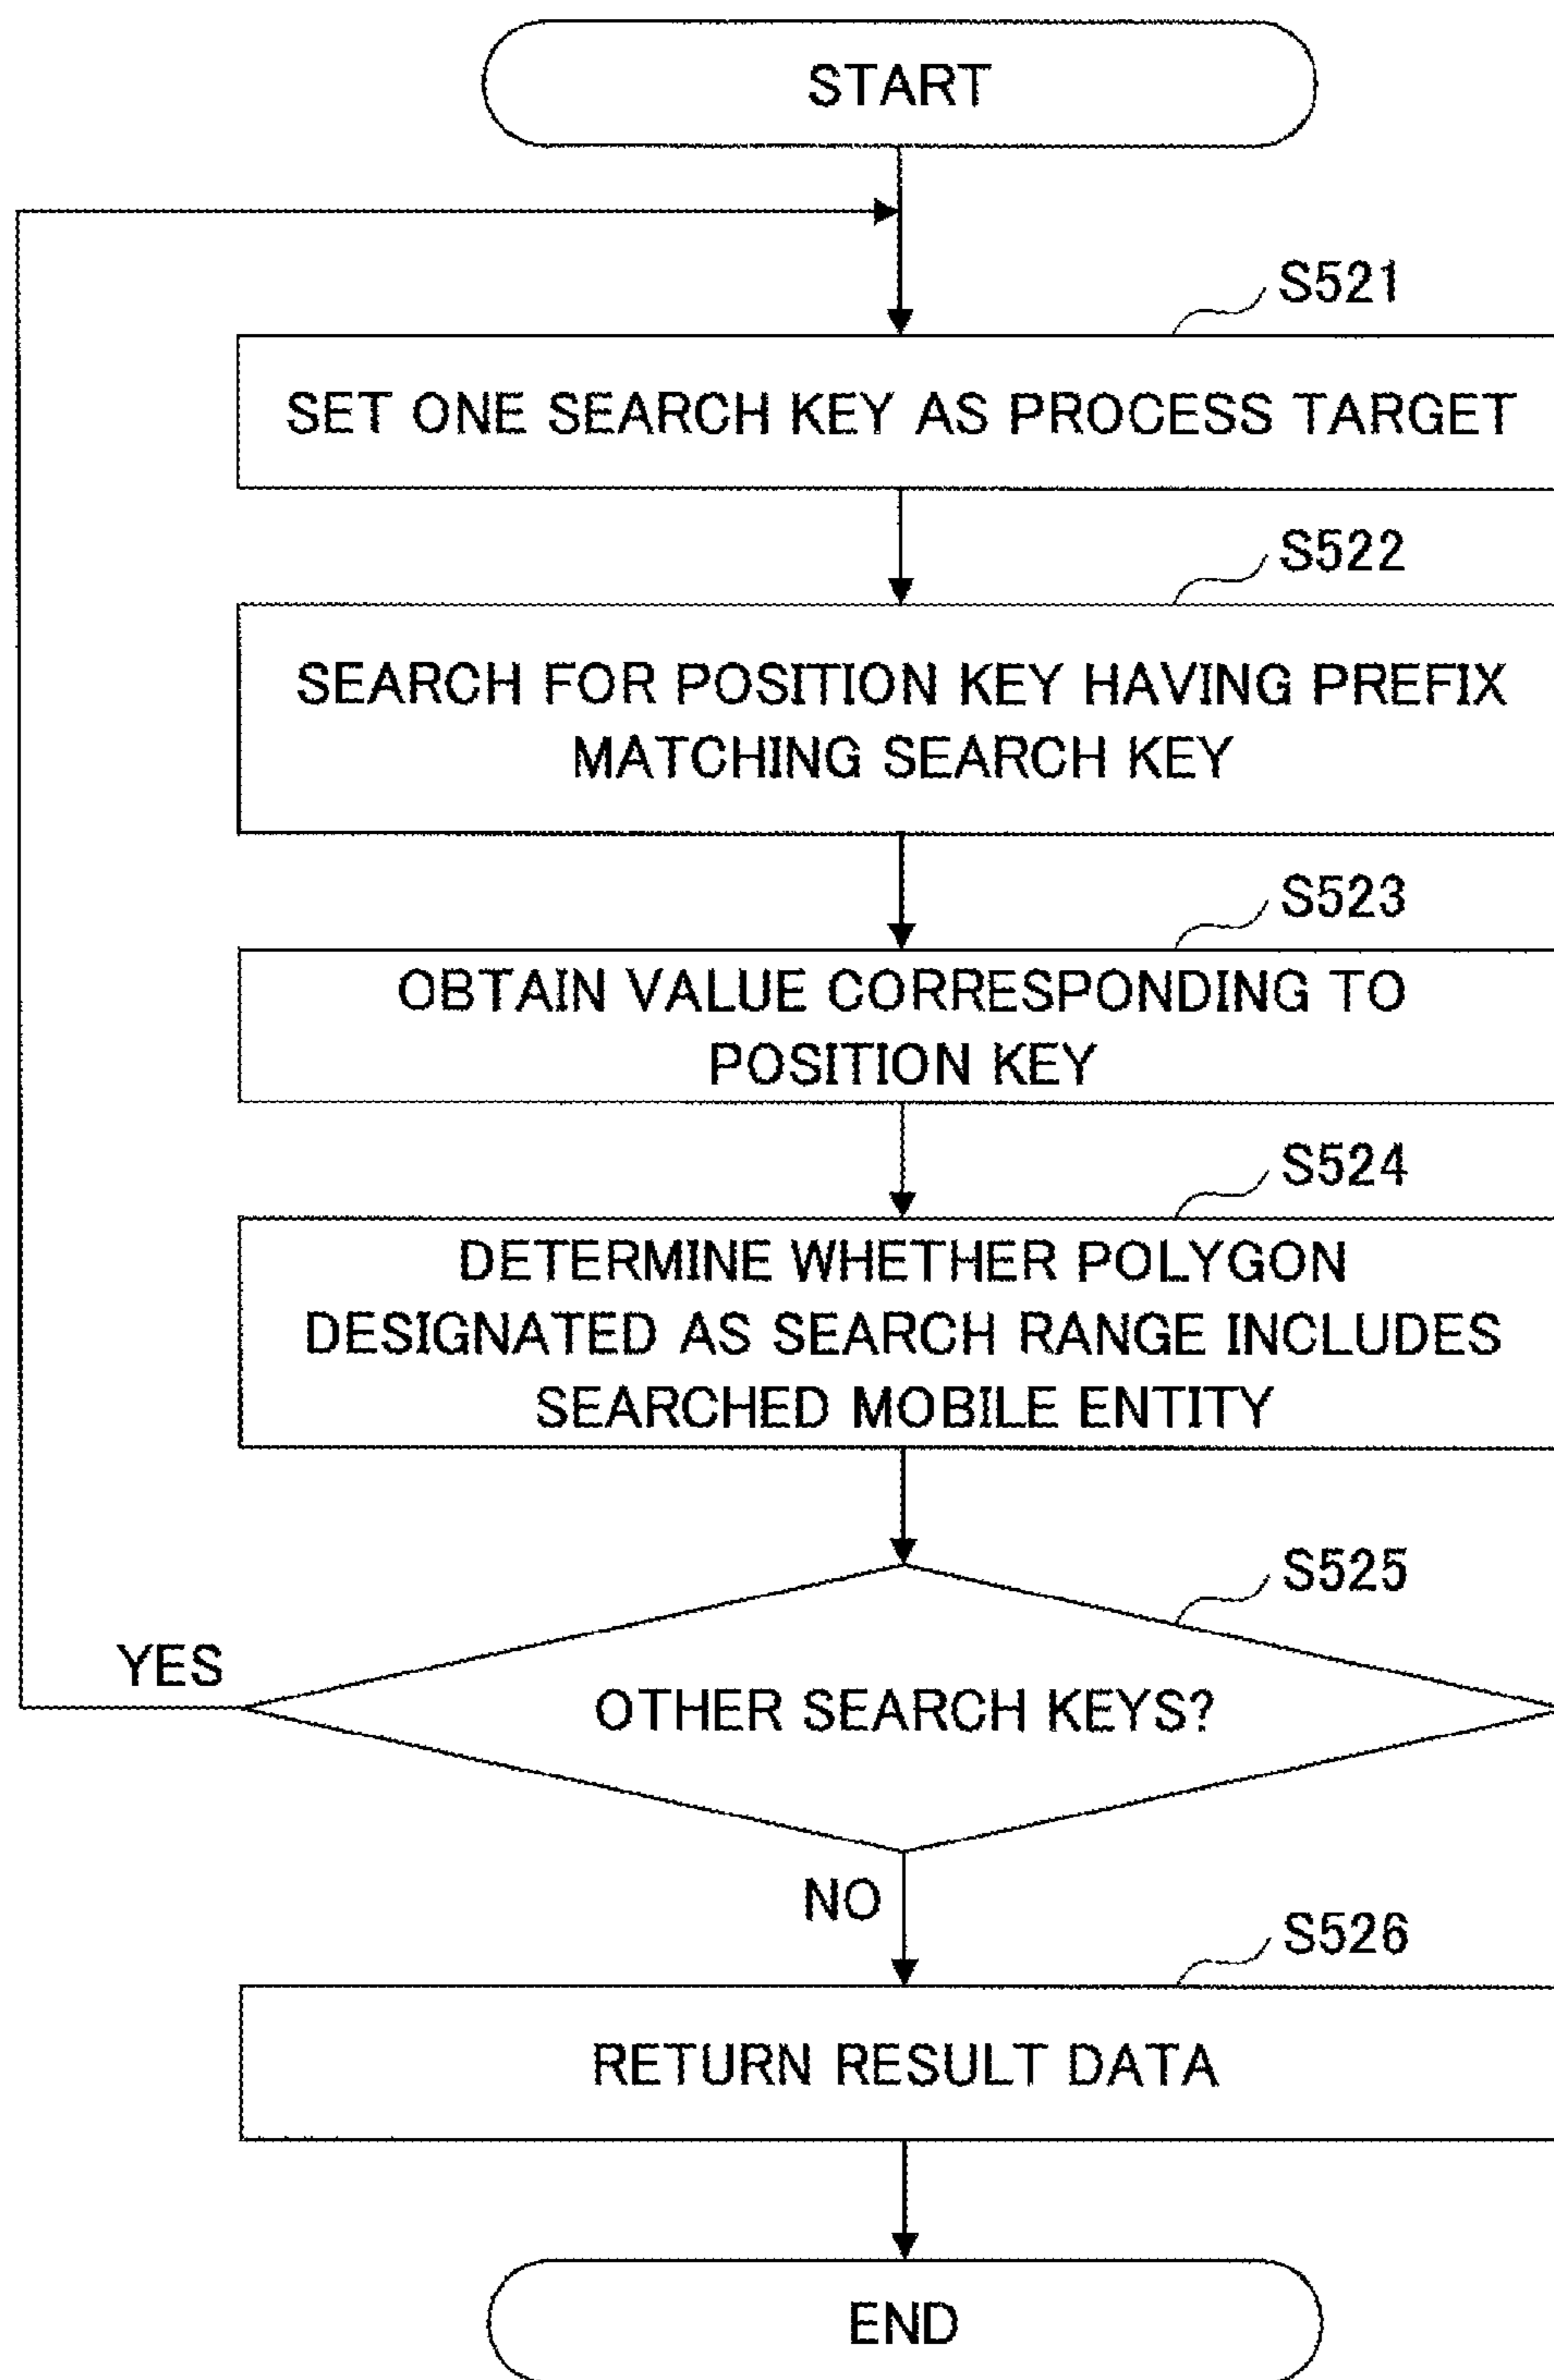 START
S521
SET ONE SEARCH KEY AS PROCESS TARGET
S522
SEARCH FOR POSITION KEY HAVING PREFIX
MATCHING SEARCH KEY
S523
OBTAIN VALUE CORRESPONDING TO
POSITION KEY
S524
DETERMINE WHETHER POLYGON
DESIGNATED AS SEARCH RANGE INCLUDES
SEARCHED MOBILE ENTITY
S525
YES
OTHER SEARCH KEYS?
NO
S526
RETURN RESULT DATA
END